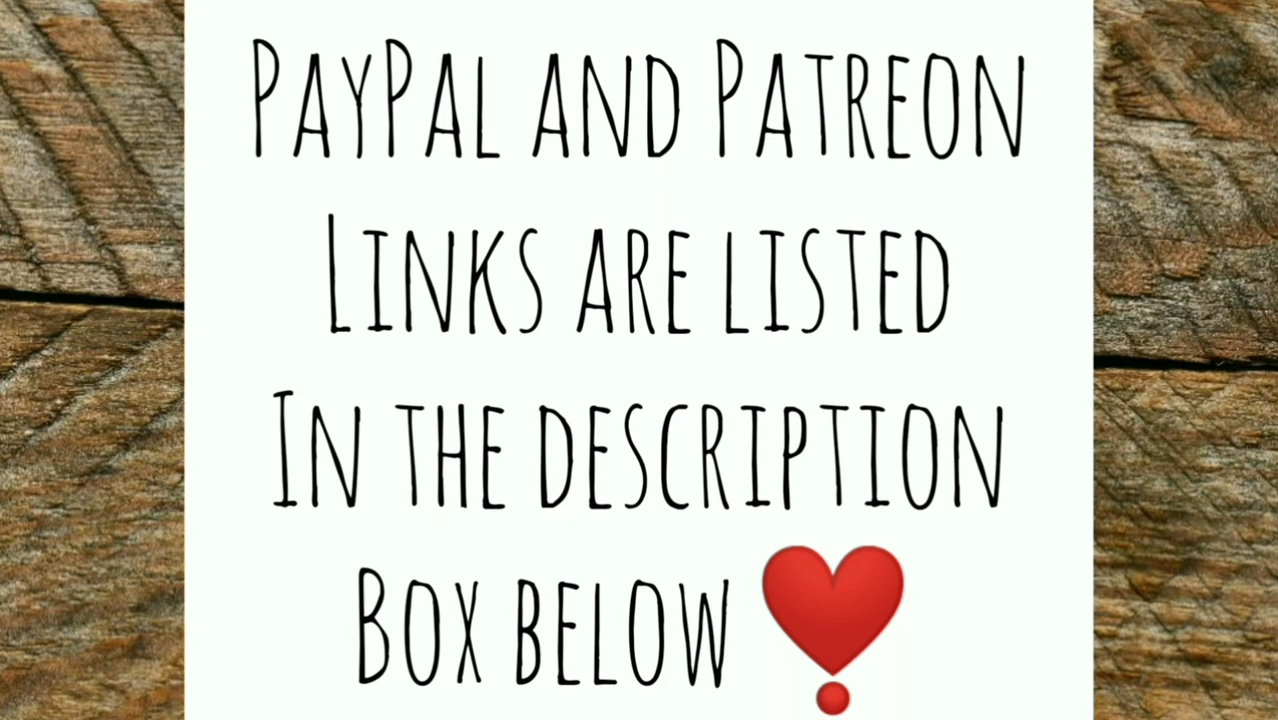 PayPal and Patreon
Links are listed
In the description
Box below ❣